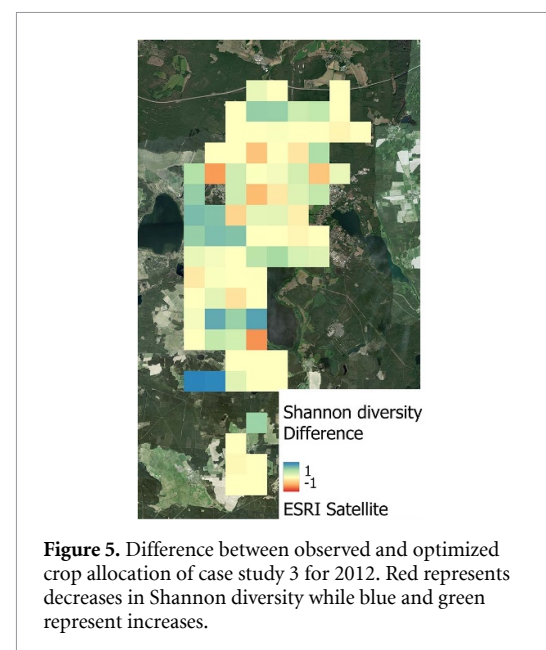 Shannon diversity
Difference
1
-1
ESRI Satellite
Figure 5. Difference between observed and optimized
crop allocation of case study 3 for 2012. Red represents
decreases in Shannon diversity while blue and green
represent increases.